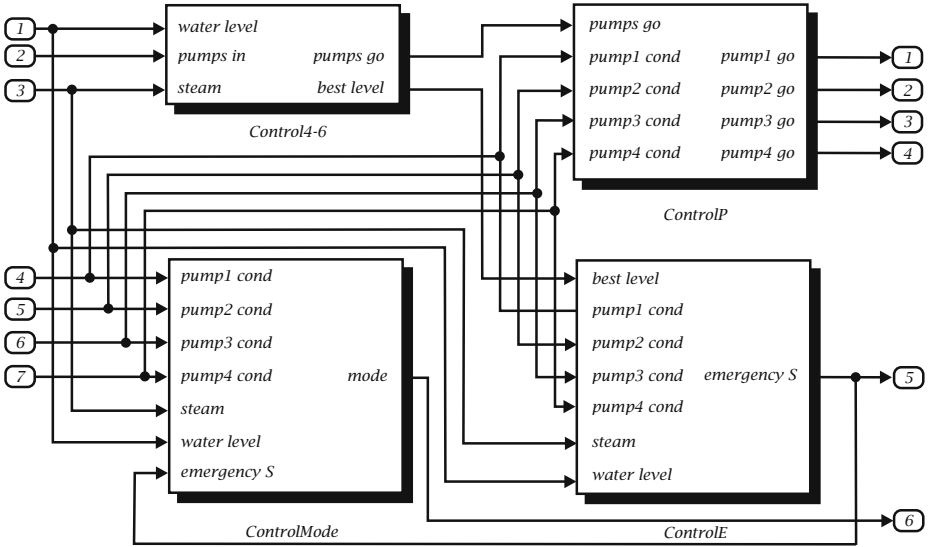 1
2
3
water level
pumps in
steam
pumps go
best level
Control4-6
pumps go
pump1 cond
pump2 cond
pump3 cond
pump4 cond
pump1 go
pump2 go
pump3 go
pump4 go
1
2
3
4
ControlP
4
5
6
7
pump1 cond
pump2 cond
pump3 cond
pump4 cond
steam
water level
emergency S
mode
ControlMode
best level
pump1 cond
pump2 cond
pump3 cond
pump4 cond
steam
water level
emergency S
ControlE
5
6